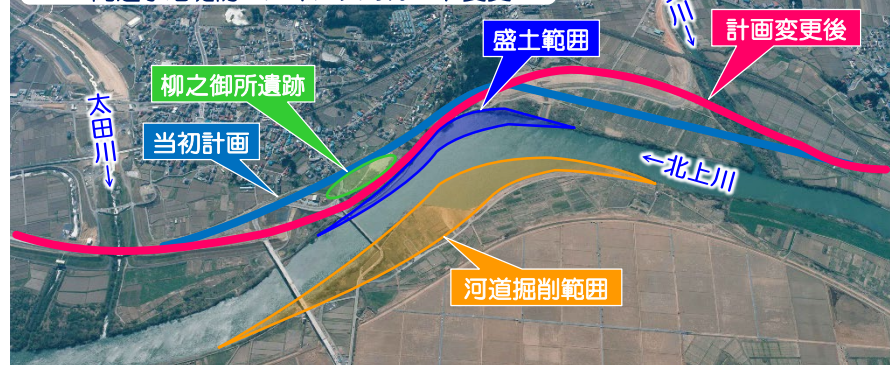 盛土範囲
川→
計画変更後
柳之御所遺跡
太田川→
当初計画
←北上川
河道掘削範囲